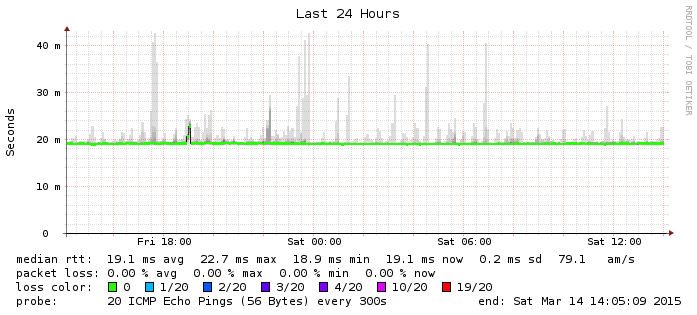 Last 24 Hours
RRDTOOL / TOBI OETIKER
Seconds
40 m
30 m
20 m
10 m
0
Fri 18:00 Sat 00:00 Sat 06:00 Sat 12:00
median rtt: 19.1 ms avg 22.7 ms max 18.9 ms min 19.1 ms now 0.2 ms sd 79.1 am/s
packet loss: 0.00 % avg 0.00 % max 0.00 % min 0.00 % now
loss color: 0 1/20 2/20 3/20 4/20 10/20 19/20
probe: 20 ICMP Echo Pings (56 Bytes) every 300s end: Sat Mar 14 14:05:09 2015